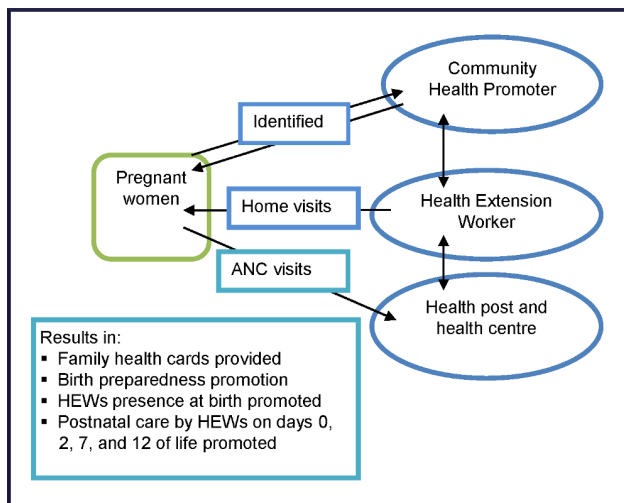 Community
Health Promoter
Identified
Pregnant
women
Home visits
Health Extension
Worker
ANC visits
Health post and
health centre
Results in:
▪ Family health cards provided
▪ Birth preparedness promotion
▪ HEWs presence at birth promoted
▪ Postnatal care by HEWs on days 0,
2, 7, and 12 of life promoted